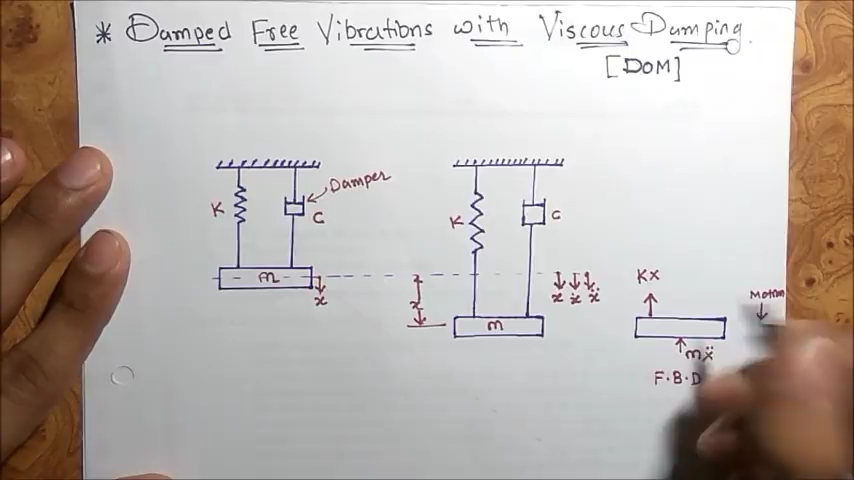 * Damped Free Vibrations with Viscous Damping.
[DOM]
Damper
K
C
m
x
K
C
x
m
x ẋ ẍ
Kx
Motion
mẍ
F.B.D